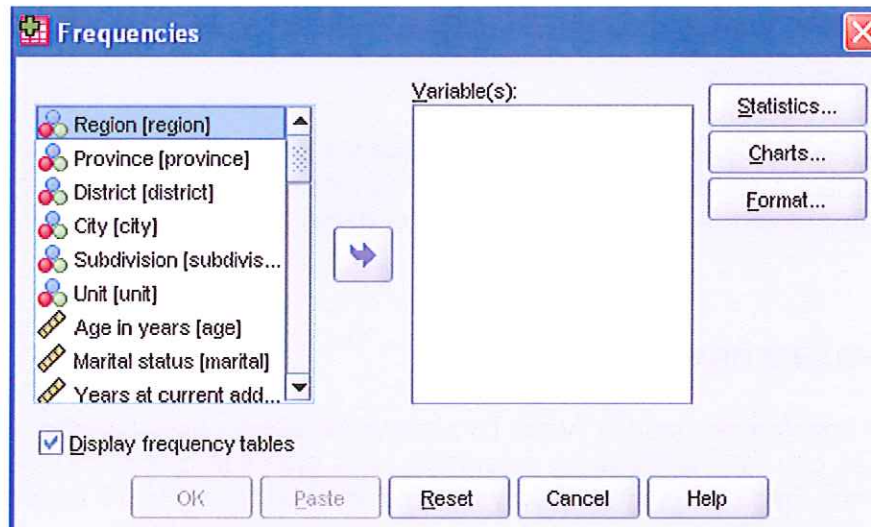 Frequencies
Variable(s):
Region [region]
Province [province]
District [district]
City [city]
Subdivision [subdivis...
Unit [unit]
Age in years [age]
Marital status [marital]
Years at current add...
Statistics...
Charts...
Format...
Display frequency tables
OK
Paste
Reset
Cancel
Help